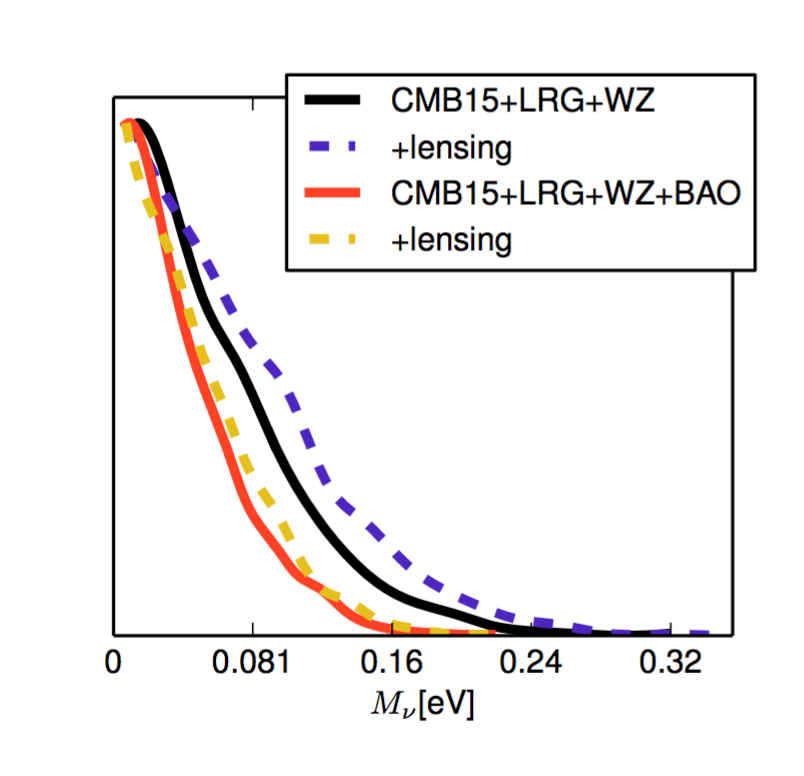 CMB15+LRG+WZ
+lensing
CMB15+LRG+WZ+BAO
+lensing
0 0.081 0.16 0.24 0.32
Mν[eV]